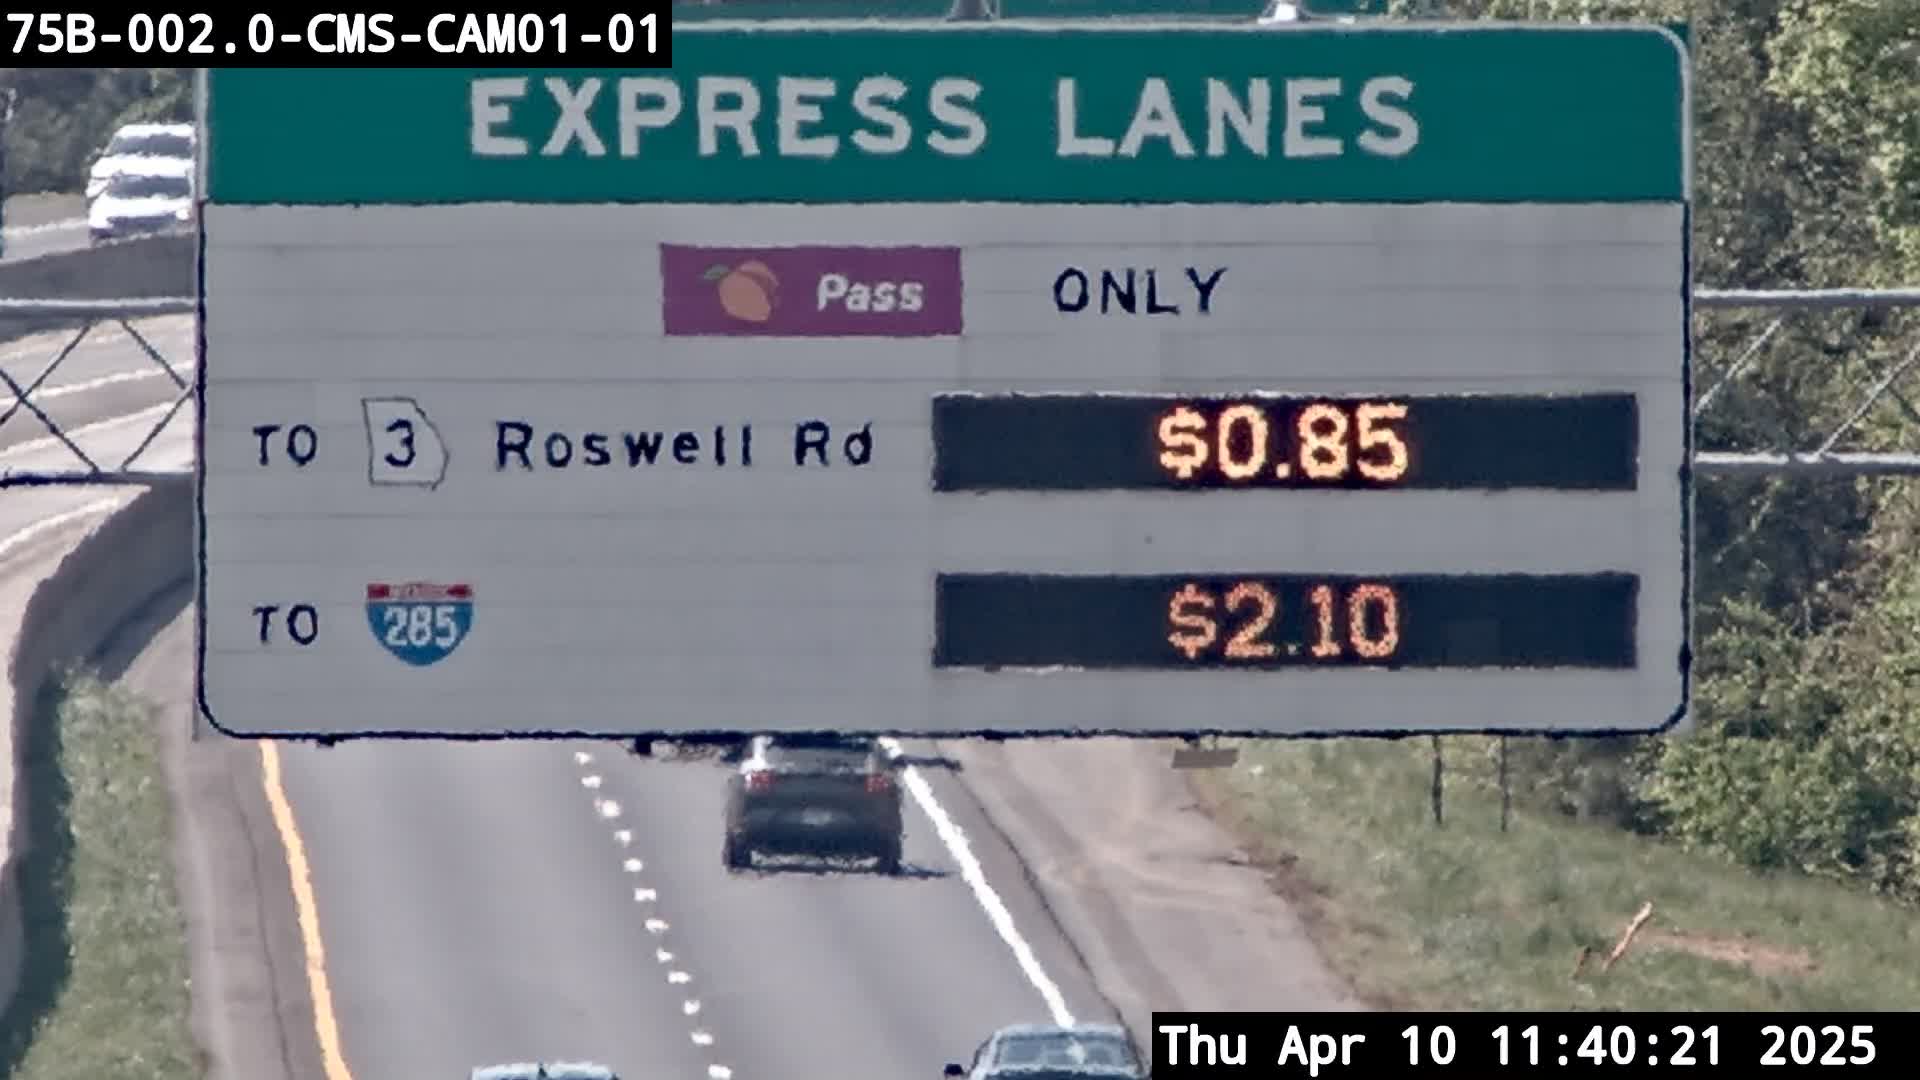 75B-002.0-CMS-CAM01-01
EXPRESS LANES
Pass ONLY
TO 3 Roswell Rd $0.85
TO 285 $2.10
Thu Apr 10 11:40:21 2025